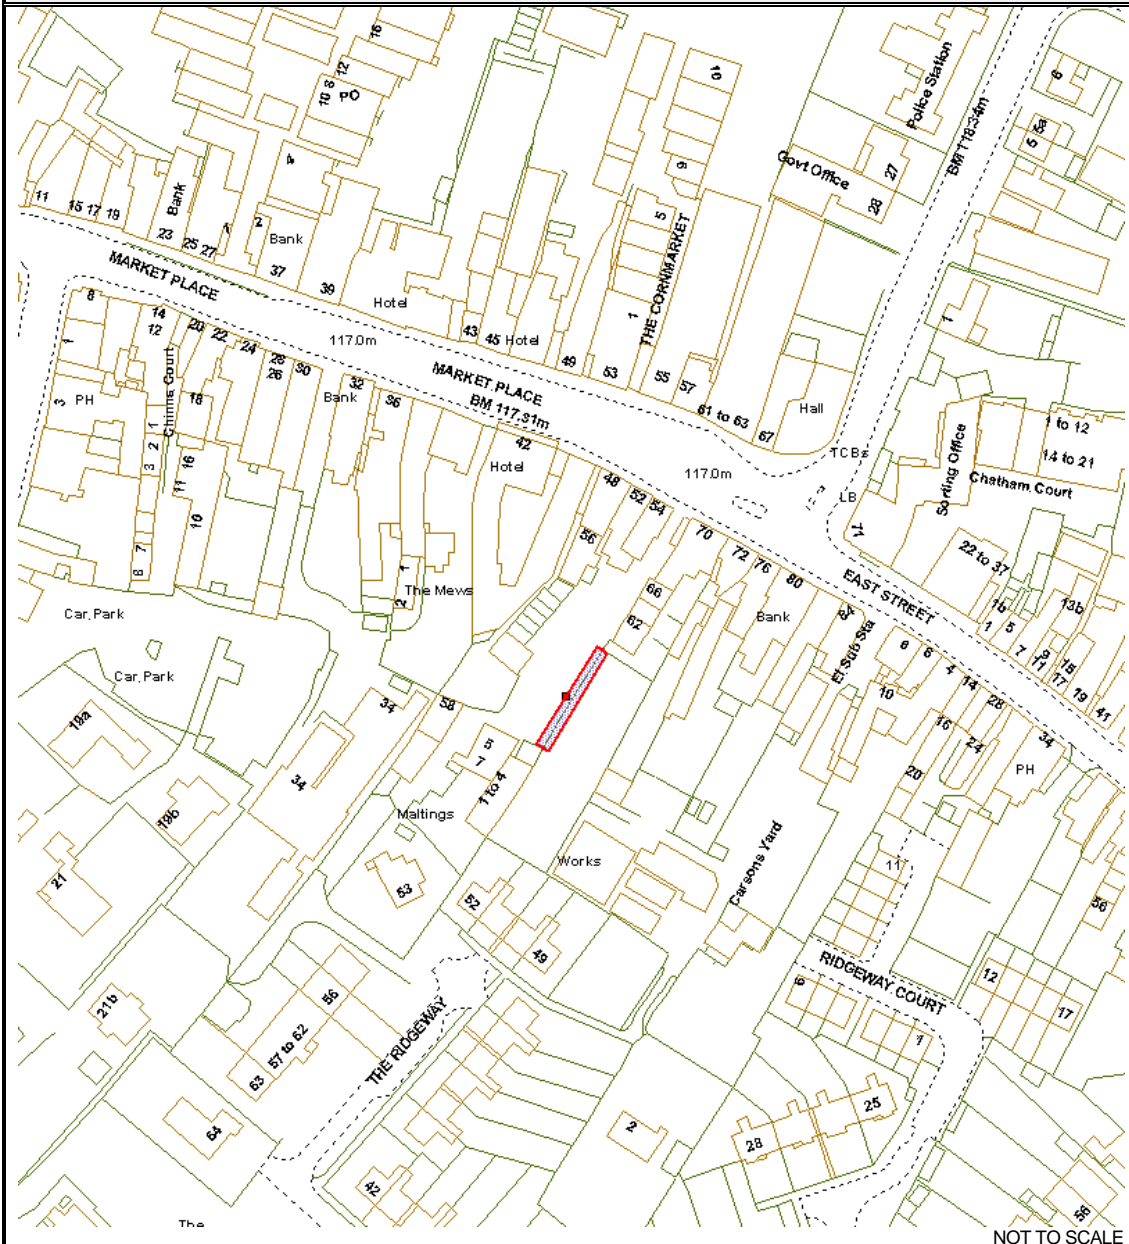 16
12
8
10
PO
4
10
9
Police Station
BM 118.34m
6
5 5a
Govt Office
27
28
11
15 17 19
Bank
23
25 27
2
Bank
37
39
Hotel
43
45
Hotel
49
53
1
5
THE CORNMARKET
55
57
61 to 63
67
Hall
1
MARKET PLACE
117.0m
MARKET PLACE
BM 117.31m
117.0m
TCBs
LB
8
14
12
20
22
24
28
26
30
32
Bank
36
42
Hotel
48
52
54
56
1
3
PH
Chinns Court
18
1
2
3
16
11
10
7
8
1
2
The Mews
66
62
70
72
76
80
84
Bank
El Sub Sta
EAST STREET
77
Sorting Office
1 to 12
14 to 21
Chatham Court
22 to 37
1b
1
5
7
9
11
13b
15
17
19
41
8
6
4
14
28
34
10
16
24
20
PH
Car Park
Car Park
19a
19b
34
34
58
5
7
1 to 4
Maltings
53
52
49
Works
Carsons Yard
11
56
21
21b
56
57 to 62
63
64
THE RIDGEWAY
42
RIDGEWAY COURT
6
1
12
17
2
28
25
56
The
NOT TO SCALE